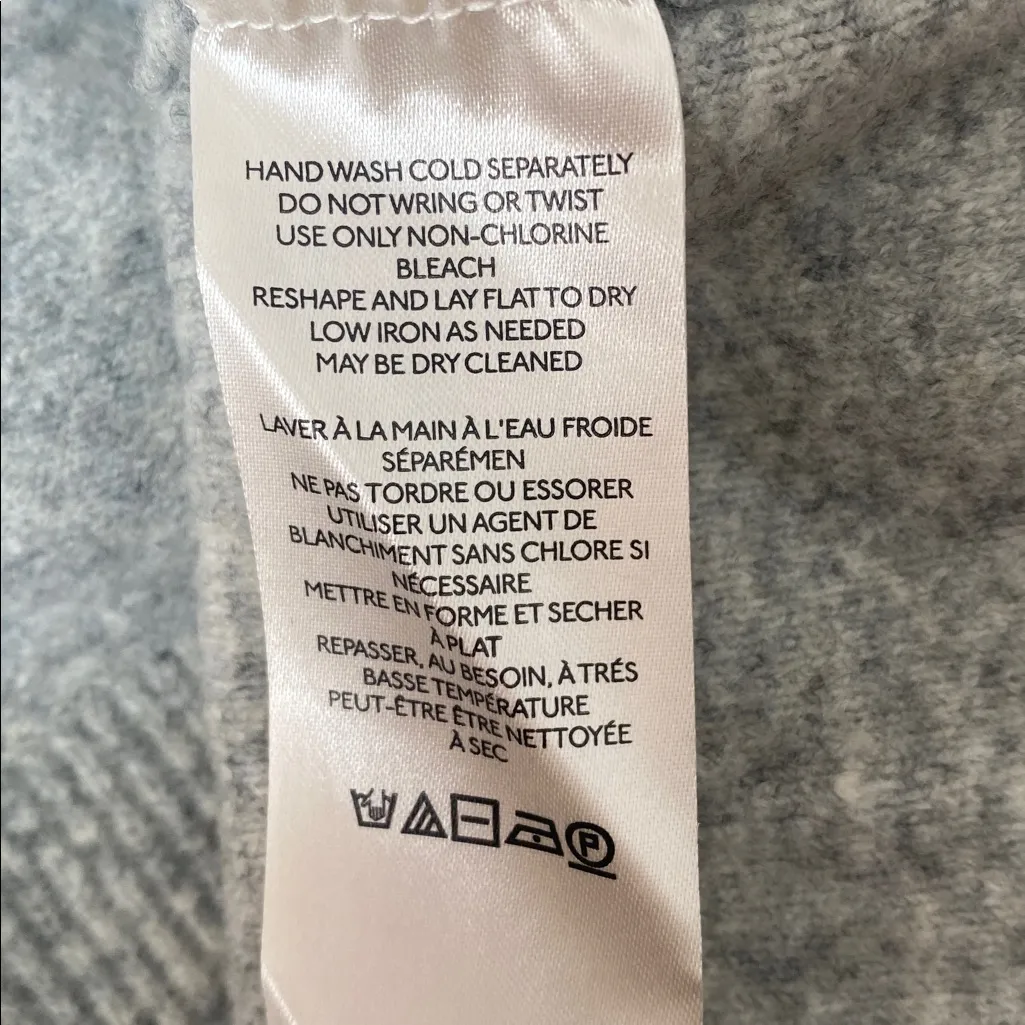 HAND WASH COLD SEPARATELY
DO NOT WRING OR TWIST
USE ONLY NON-CHLORINE
BLEACH
RESHAPE AND LAY FLAT TO DRY
LOW IRON AS NEEDED
MAY BE DRY CLEANED
LAVER À LA MAIN À L'EAU FROIDE
SÉPARÉMEN
NE PAS TORDRE OU ESSORER
UTILISER UN AGENT DE
BLANCHIMENT SANS CHLORE SI
NÉCESSAIRE
METTRE EN FORME ET SECHER
À PLAT
REPASSER, AU BESOIN, À TRÉS
BASSE TEMPÉRATURE
PEUT-ÊTRE ÊTRE NETTOYÉE
À SEC
P